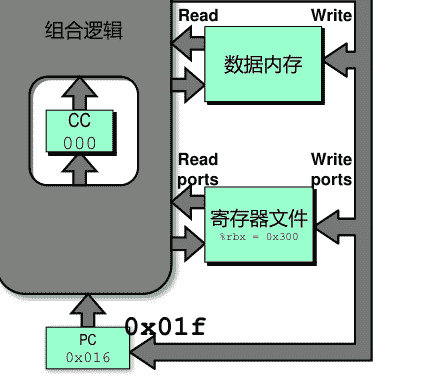 组合逻辑
Read
Write
数据内存
CC
000
Read
ports
Write
ports
寄存器文件
%rbx = 0x300
0x01f
PC
0x016